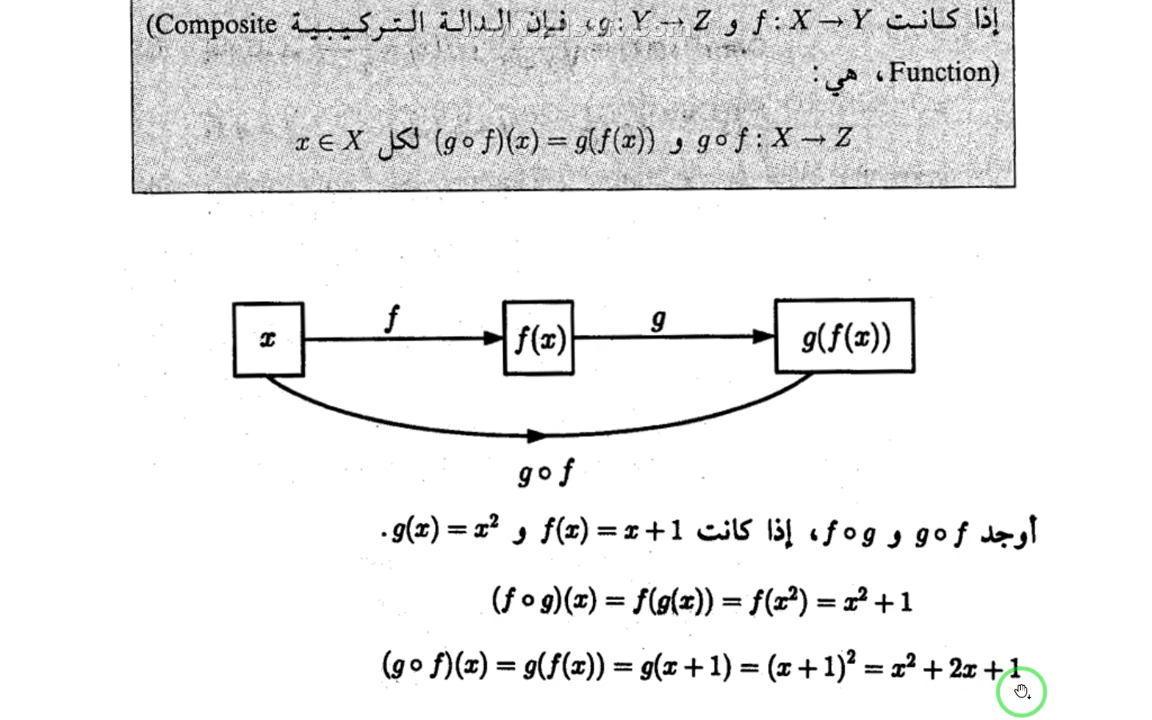 إذا كانت f : X → Y و g : Y → Z، فإن الدالة التركيبية (Composite
Function)، هي:
g ∘ f : X → Z و (g ∘ f)(x) = g(f(x)) لكل x ∈ X
x
f
f(x)
g
g(f(x))
g ∘ f
أوجد g ∘ f و f ∘ g، إذا كانت f(x) = x + 1 و g(x) = x².
(f ∘ g)(x) = f(g(x)) = f(x²) = x² + 1
(g ∘ f)(x) = g(f(x)) = g(x + 1) = (x + 1)² = x² + 2x + 1